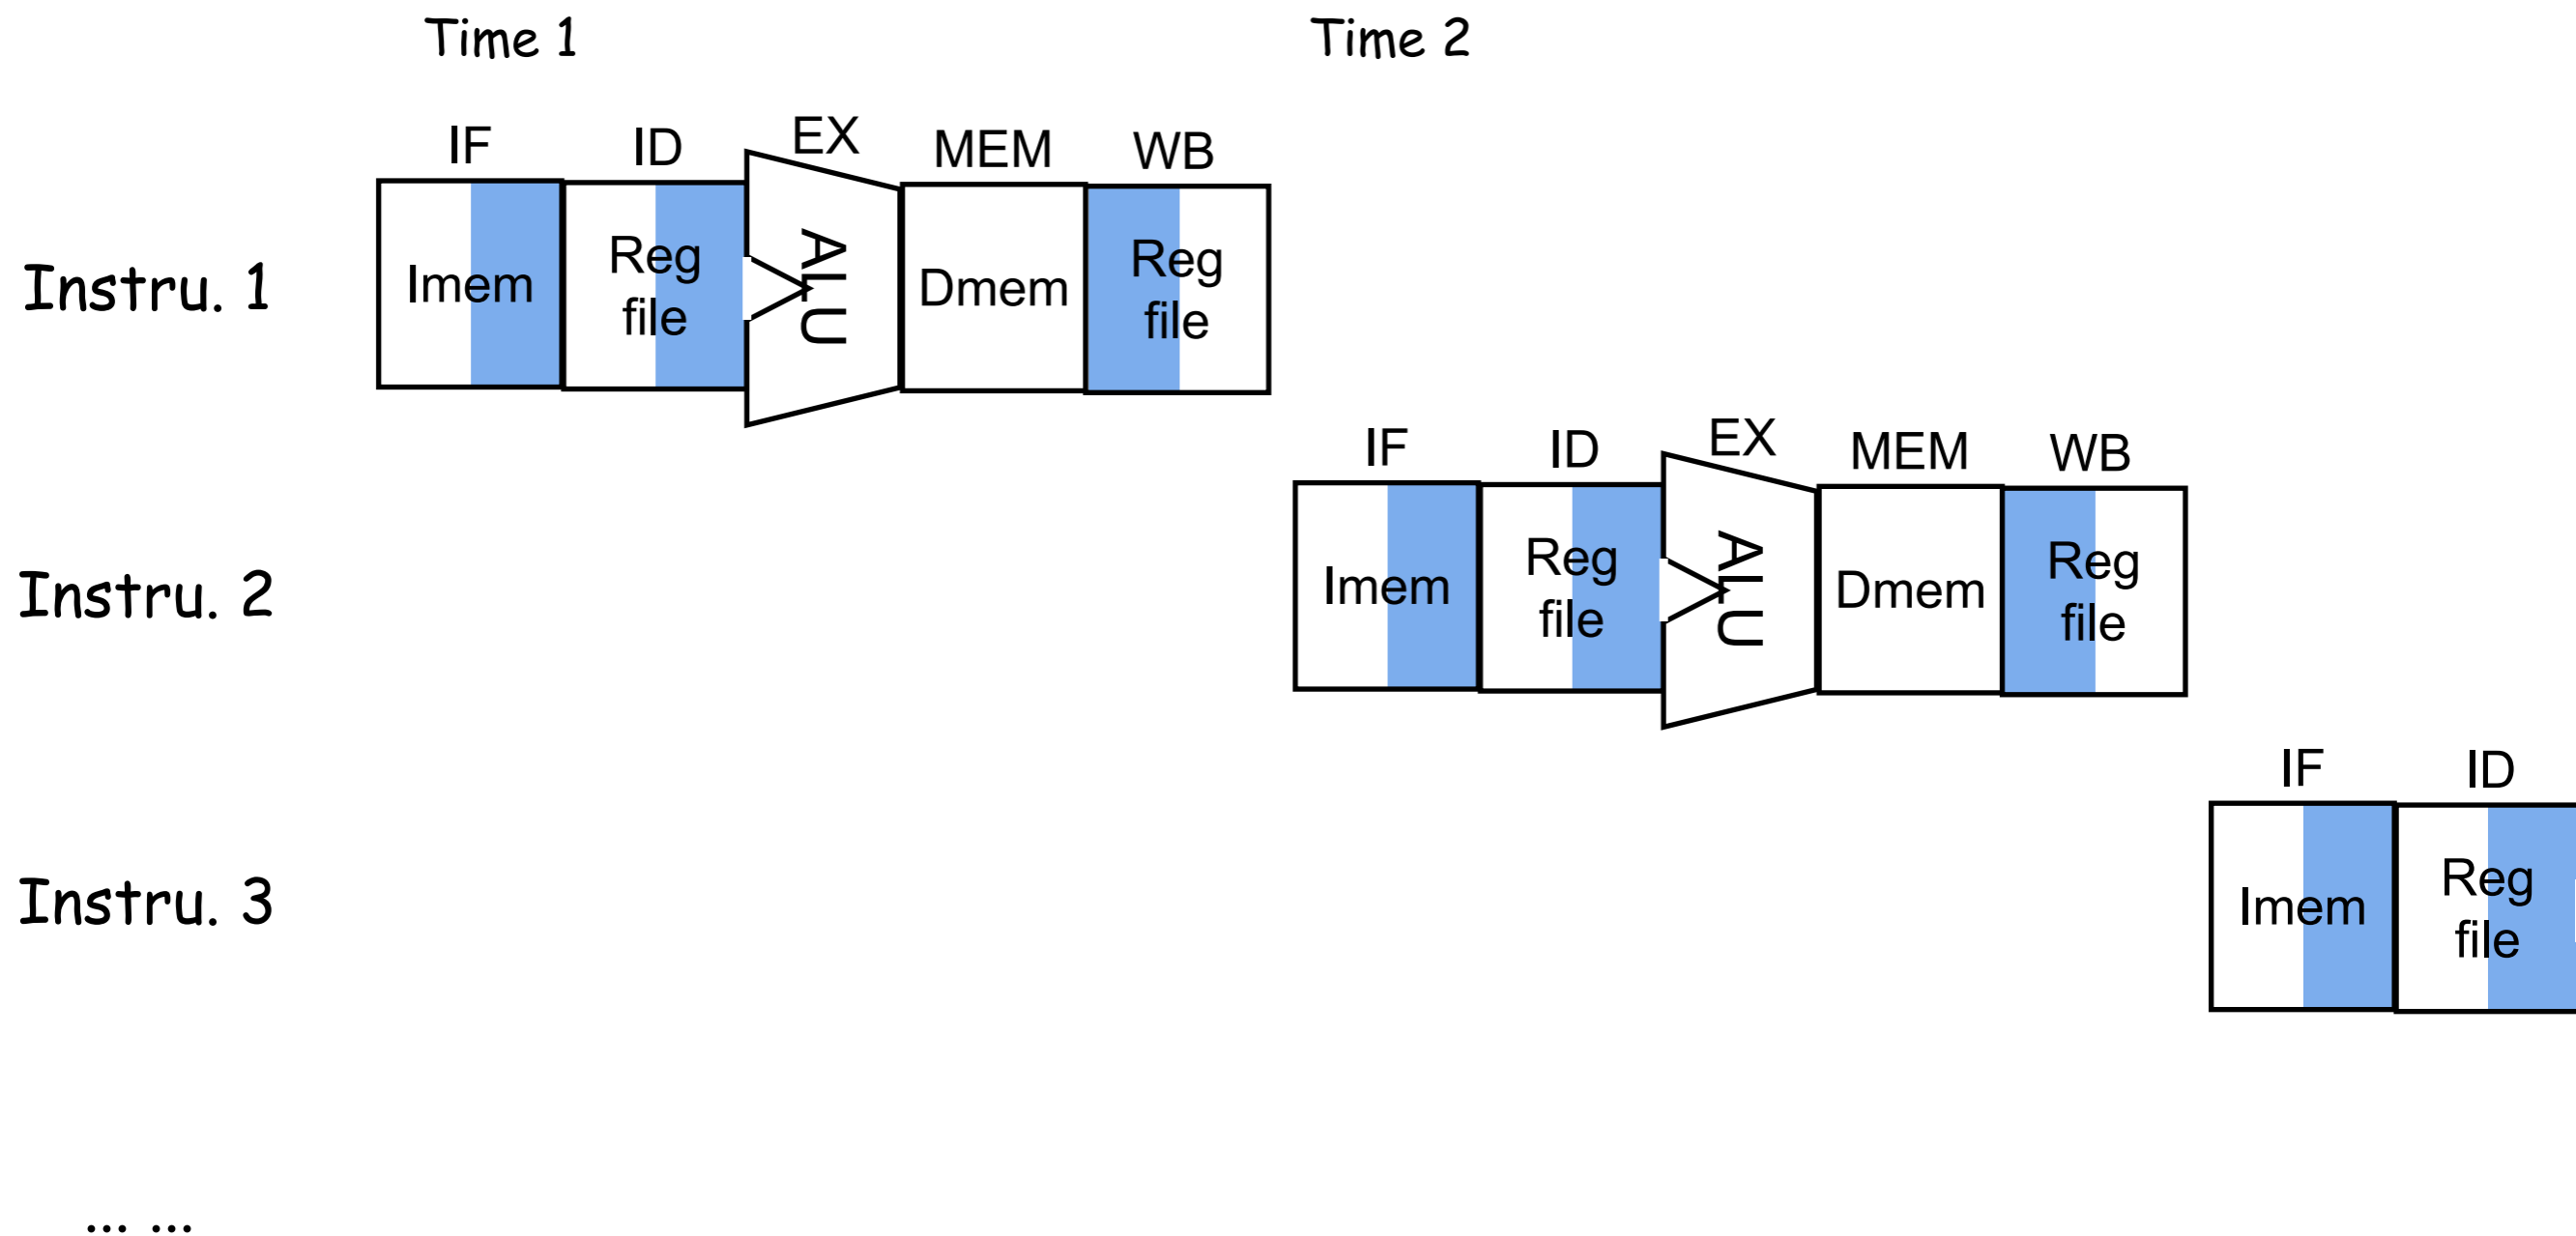 Time 1 Time 2
IF ID EX MEM WB
Instru. 1 Imem Reg file ALU Dmem Reg file
IF ID EX MEM WB
Instru. 2 Imem Reg file ALU Dmem Reg file
IF ID
Instru. 3 Imem Reg file
... ...